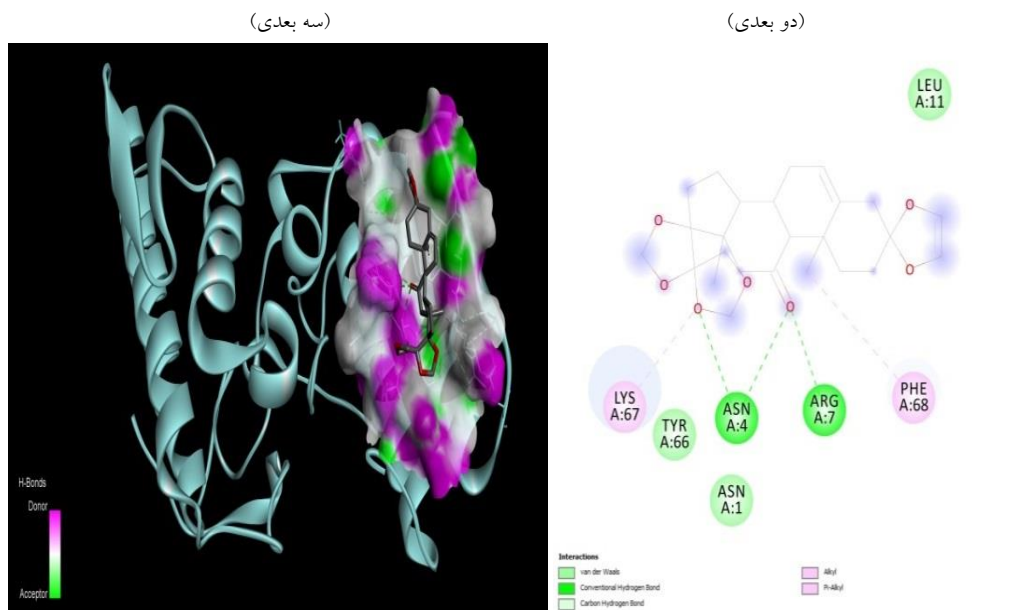 (سه بعدی)
(دو بعدی)
H-Bonds
Donor
Acceptor
LEU
A:11
O
O
O
O
O
O
O
O
LYS
A:67
TYR
A:66
ASN
A:4
ARG
A:7
PHE
A:68
ASN
A:1
Interactions
van der Waals
Conventional Hydrogen Bond
Carbon Hydrogen Bond
Alkyl
Pi-Alkyl